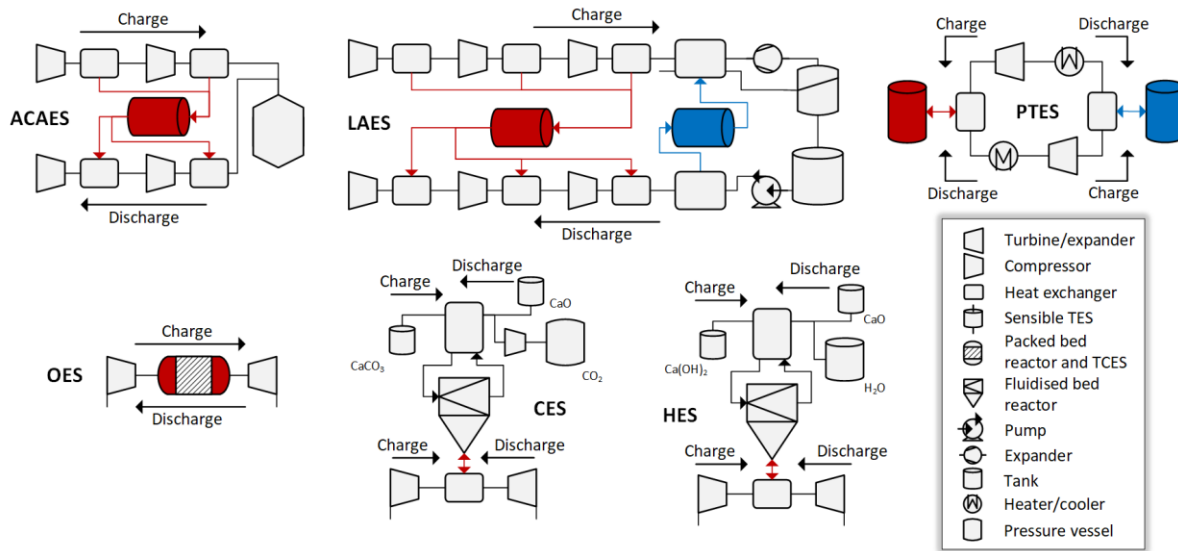 Charge
ACAES
Discharge
Charge
LAES
Discharge
Charge
Discharge
PTES
Discharge
Charge
Charge
OES
Discharge
Discharge
Charge
CaO
CaCO₃
CO₂
CES
Charge
Discharge
Discharge
Charge
CaO
Ca(OH)₂
H₂O
HES
Charge
Discharge
Turbine/expander
Compressor
Heat exchanger
Sensible TES
Packed bed
reactor and TCES
Fluidised bed
reactor
Pump
Expander
Tank
Heater/cooler
Pressure vessel